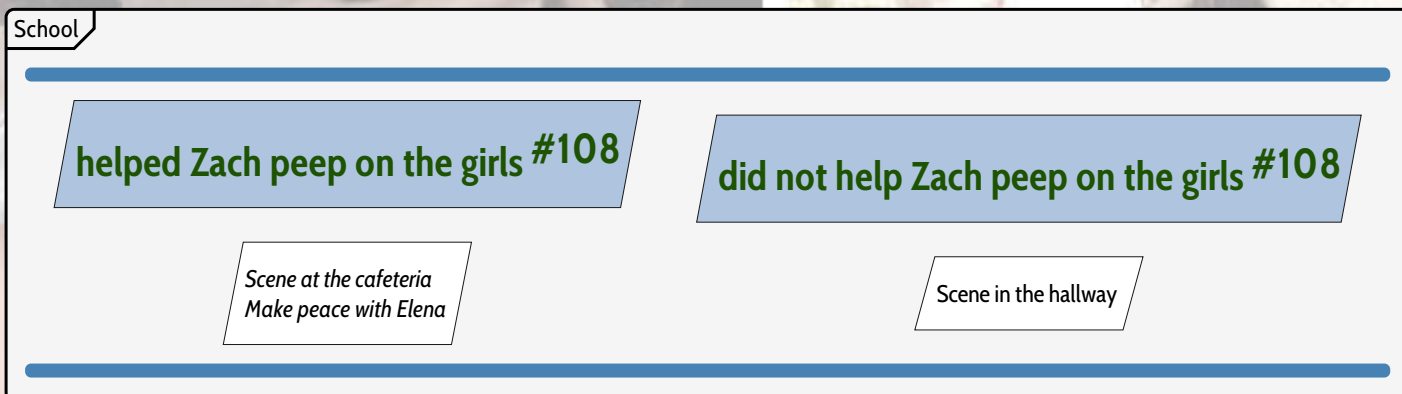 School
helped Zach peep on the girls #108
did not help Zach peep on the girls #108
Scene at the cafeteria
Make peace with Elena
Scene in the hallway